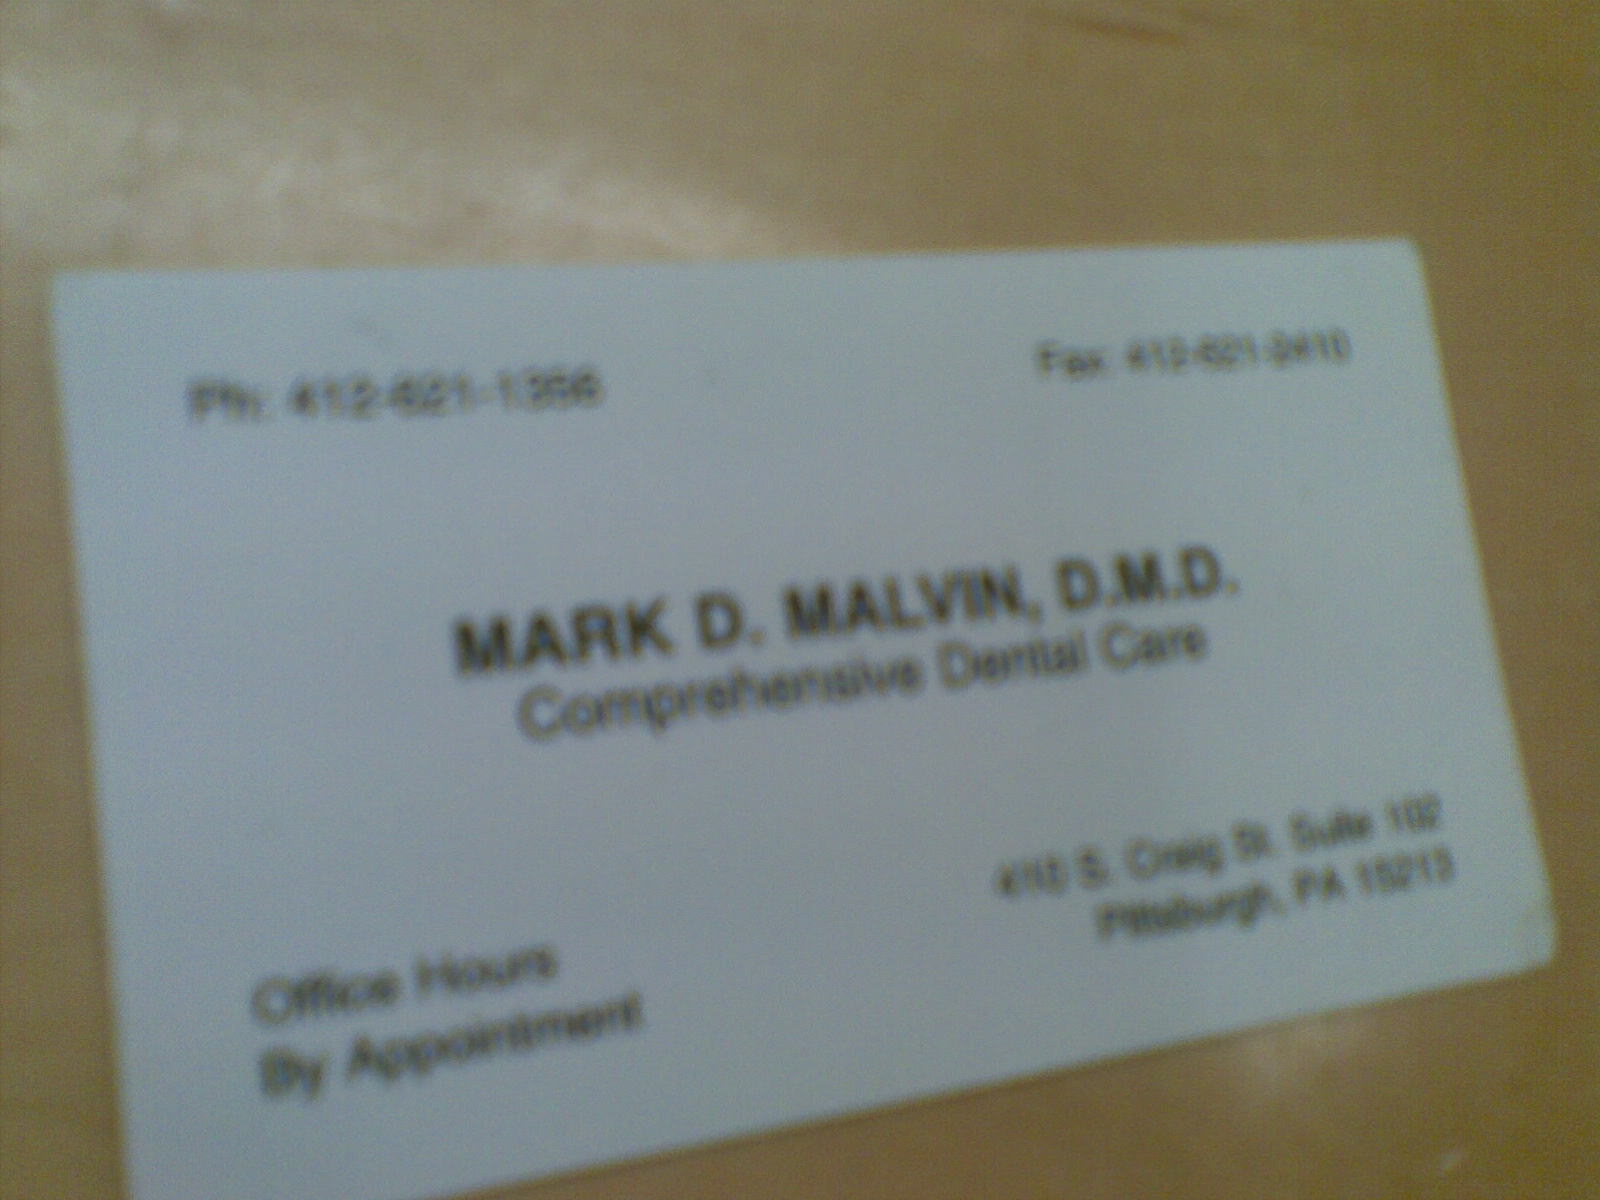 Ph: 412-621-1356
Fax: 412-621-2410
MARK D. MALVIN, D.M.D.
Comprehensive Dental Care
410 S. Craig St. Suite 102
Pittsburgh, PA 15213
Office Hours
By Appointment